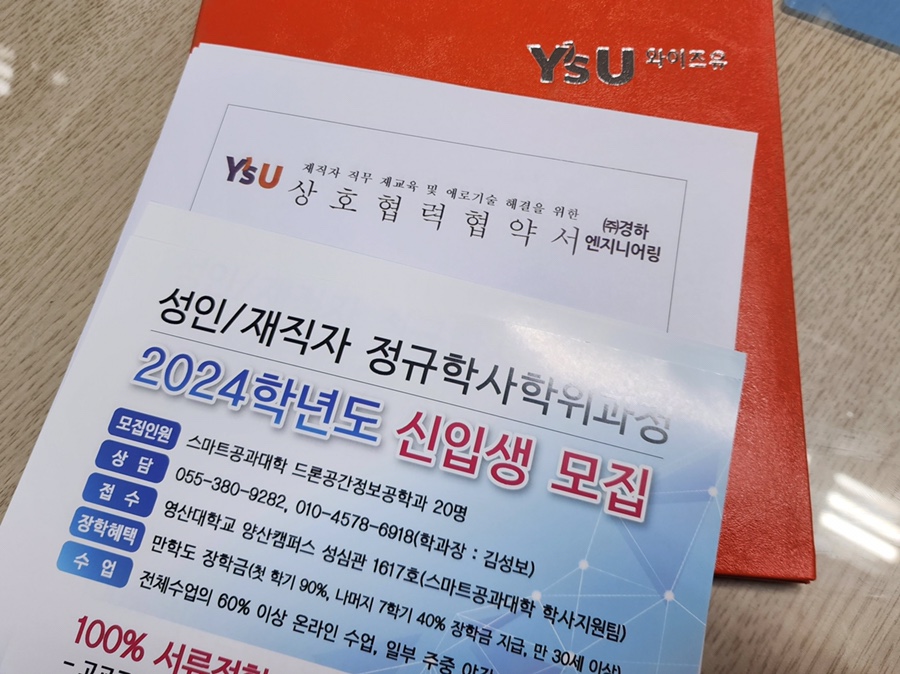 YsU 와이즈유
YsU
재직자 직무 재교육 및 애로기술 해결을 위한
상호협력협약서
㈜경하
엔지니어링
성인/재직자 정규학사학위과정
2024학년도 신입생 모집
모집인원 스마트공과대학 드론공간정보공학과 20명
상 담 055-380-9282, 010-4578-6918(학과장 : 김성보)
접 수 영산대학교 양산캠퍼스 성심관 1617호(스마트공과대학 학사지원팀)
장학혜택 만학도 장학금(첫 학기 90%, 나머지 7학기 40% 장학금 지급, 만 30세 이상)
수 업 전체수업의 60% 이상 온라인 수업, 일부 주중 야간
100% 서류전형